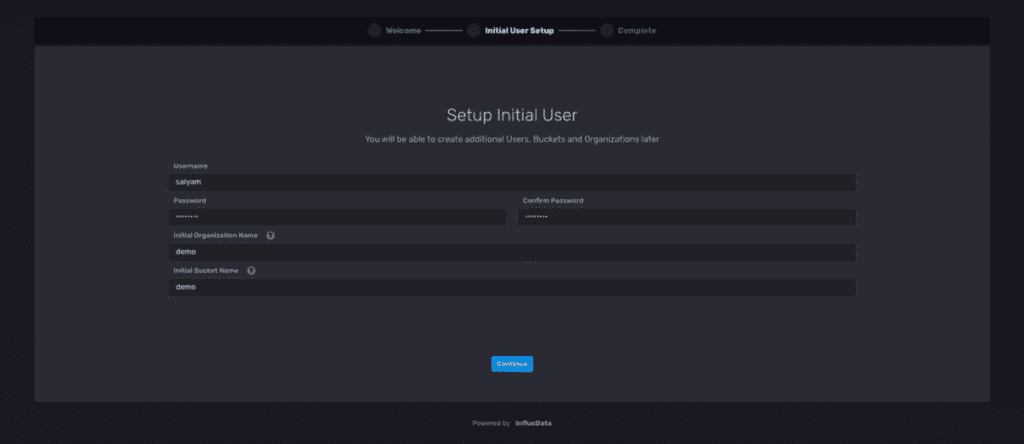 Welcome Initial User Setup Complete
Setup Initial User
You will be able to create additional Users, Buckets and Organizations later
Username
saiyam
Password Confirm Password
•••••••• ••••••••
Initial Organization Name ?
demo
Initial Bucket Name ?
demo
Continue
Powered by InfluxData